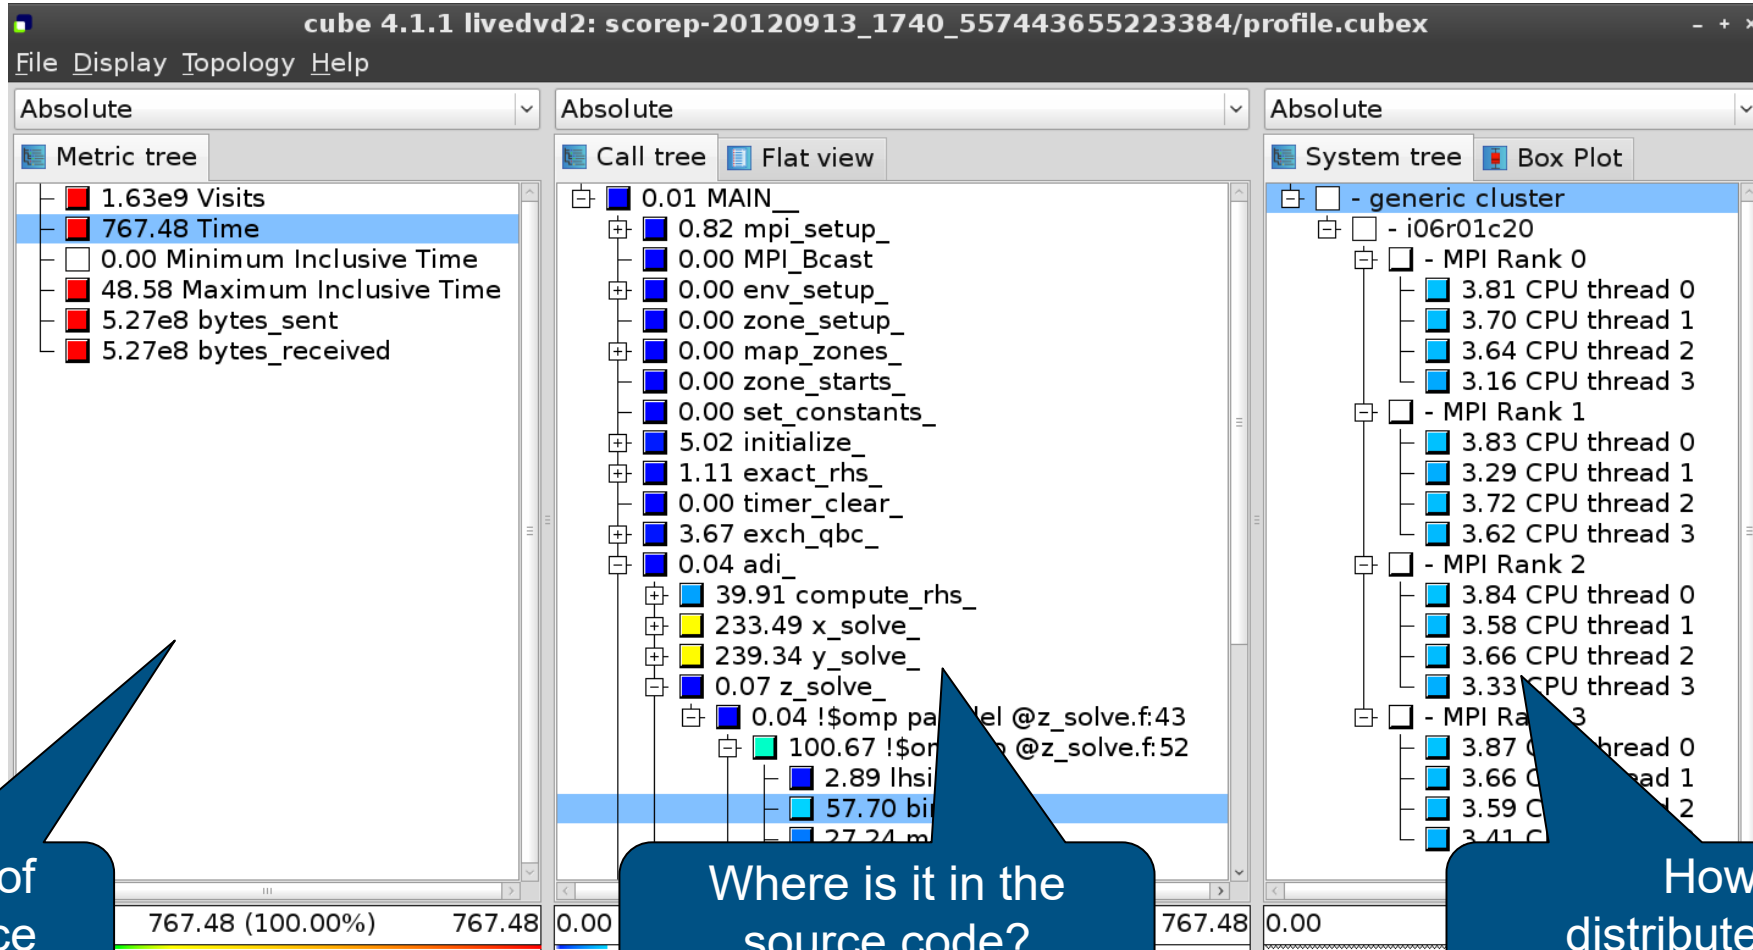 cube 4.1.1 livedvd2: scorep-20120913_1740_557443655223384/profile.cubex
File Display Topology Help
Absolute
Metric tree
1.63e9 Visits
767.48 Time
0.00 Minimum Inclusive Time
48.58 Maximum Inclusive Time
5.27e8 bytes_sent
5.27e8 bytes_received
of
767.48 (100.00%) 767.48
Absolute
Call tree Flat view
0.01 MAIN__
0.82 mpi_setup_
0.00 MPI_Bcast
0.00 env_setup_
0.00 zone_setup_
0.00 map_zones_
0.00 zone_starts_
0.00 set_constants_
5.02 initialize_
1.11 exact_rhs_
0.00 timer_clear_
3.67 exch_qbc_
0.04 adi_
39.91 compute_rhs_
233.49 x_solve_
239.34 y_solve_
0.07 z_solve_
0.04 !$omp @z_solve.f:43
100.67 @z_solve.f:52
2.89
57.70
27.24
Where is it in the
source code?
0.00 767.48
Absolute
System tree Box Plot
- generic cluster
- i06r01c20
- MPI Rank 0
3.81 CPU thread 0
3.70 CPU thread 1
3.64 CPU thread 2
3.16 CPU thread 3
- MPI Rank 1
3.83 CPU thread 0
3.29 CPU thread 1
3.72 CPU thread 2
3.62 CPU thread 3
- MPI Rank 2
3.84 CPU thread 0
3.58 CPU thread 1
3.66 CPU thread 2
3.33 CPU thread 3
- MPI 3
3.87 0
3.66 1
3.59 2
3.41
How
0.00